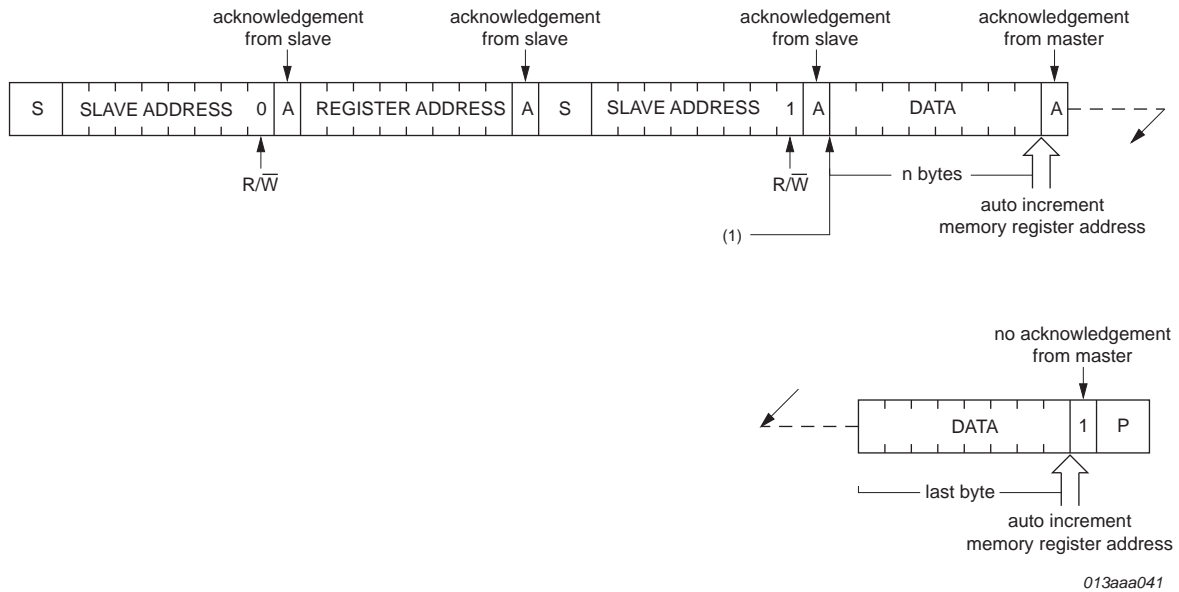 acknowledgement
from slave
acknowledgement
from slave
acknowledgement
from slave
acknowledgement
from master
S SLAVE ADDRESS 0 A REGISTER ADDRESS A S SLAVE ADDRESS 1 A DATA A
R/W̅
R/W̅
n bytes
auto increment
memory register address
(1)
no acknowledgement
from master
DATA 1 P
last byte
auto increment
memory register address
013aaa041